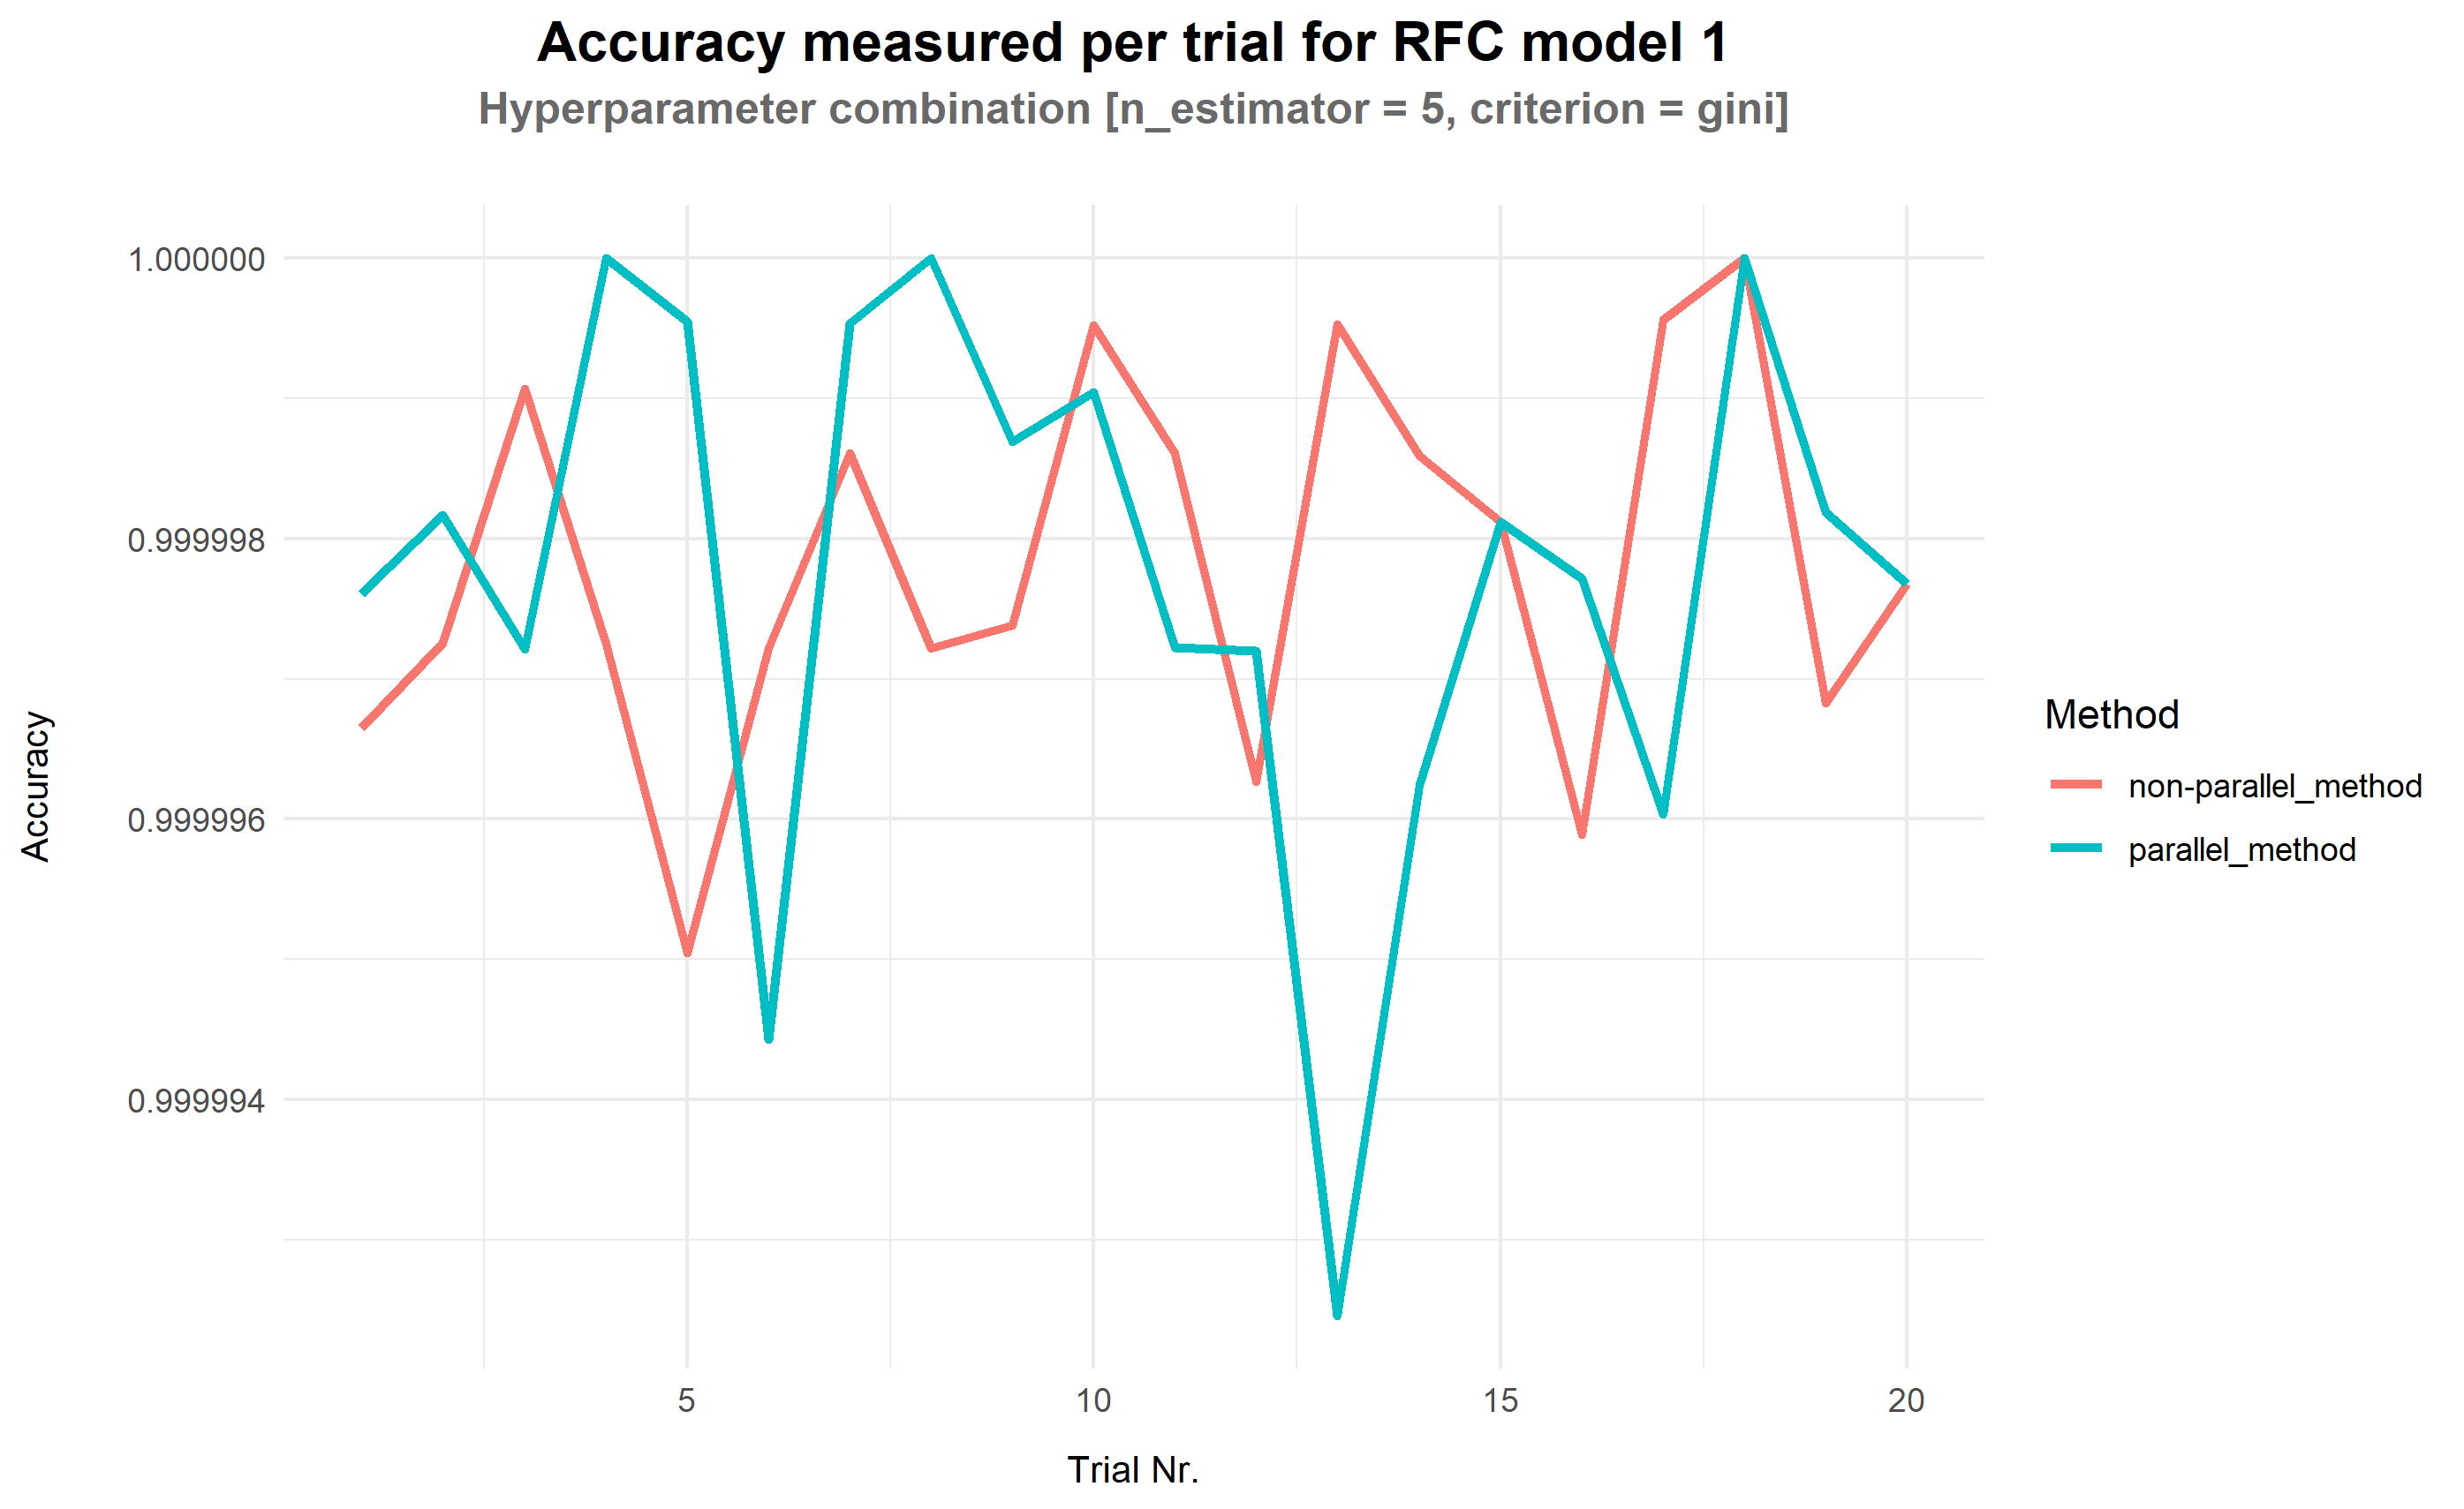 Accuracy measured per trial for RFC model 1
Hyperparameter combination [n_estimator = 5, criterion = gini]
1.000000
0.999998
0.999996
0.999994
Accuracy
5
10
15
20
Trial Nr.
Method
non-parallel_method
parallel_method